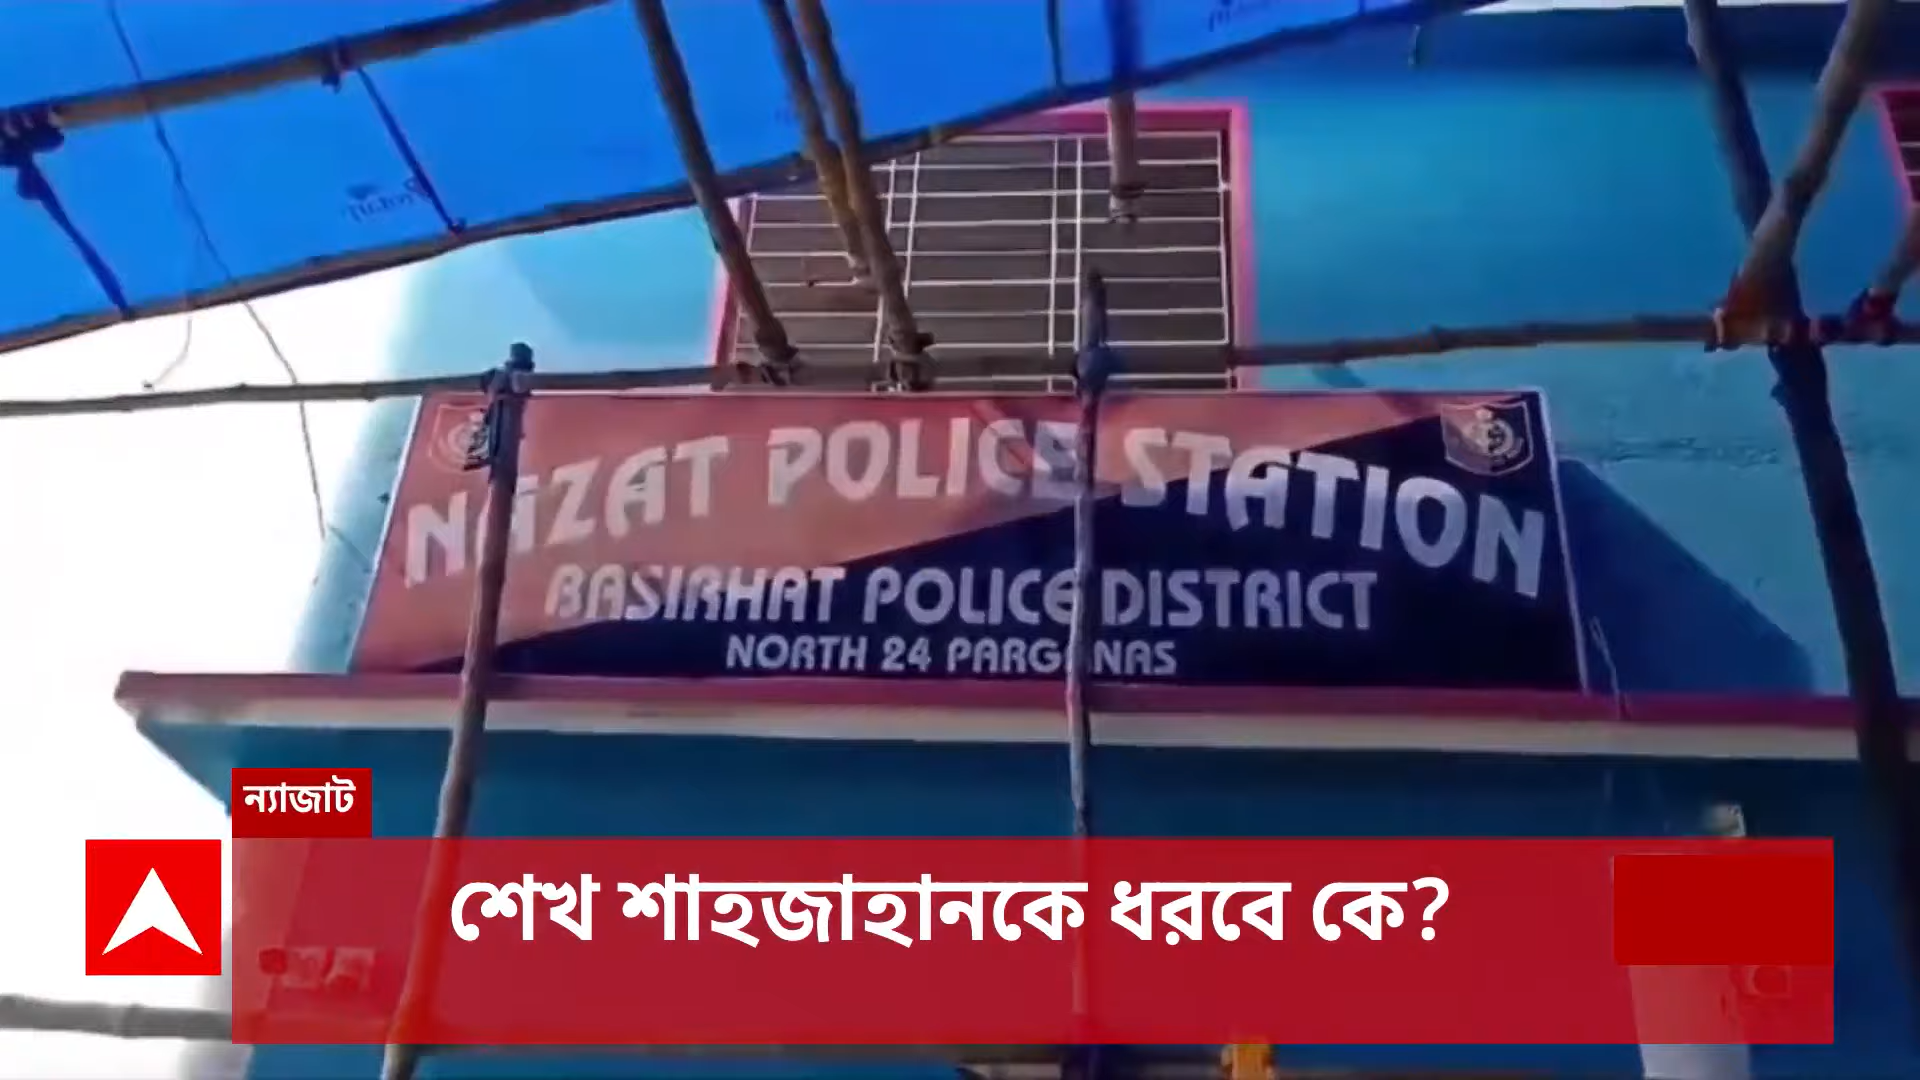 NAZAT POLICE STATION
BASIRHAT POLICE DISTRICT
NORTH 24 PARGANAS
ন্যাজাট
শেখ শাহজাহানকে ধরবে কে?